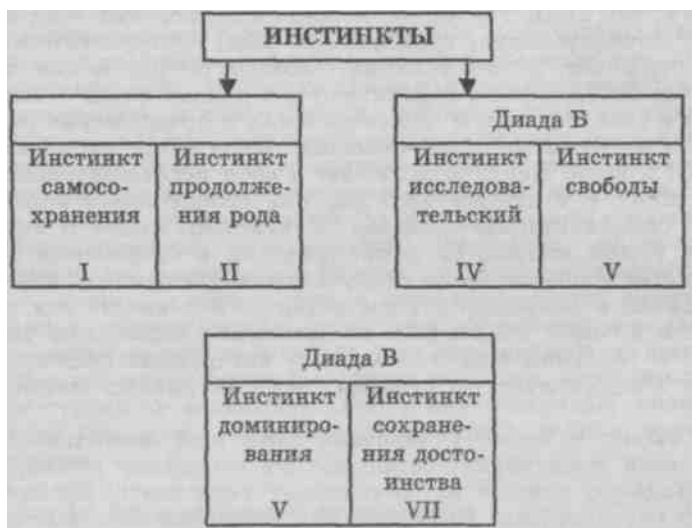 ИНСТИНКТЫ
Диада Б
Инстинкт
самосо-
хранения
I
Инстинкт
продолже-
ния рода
II
Инстинкт
исследова-
тельский
IV
Инстинкт
свободы
V
Диада В
Инстинкт
доминиро-
вания
V
Инстинкт
сохране-
ния досто-
инства
VII